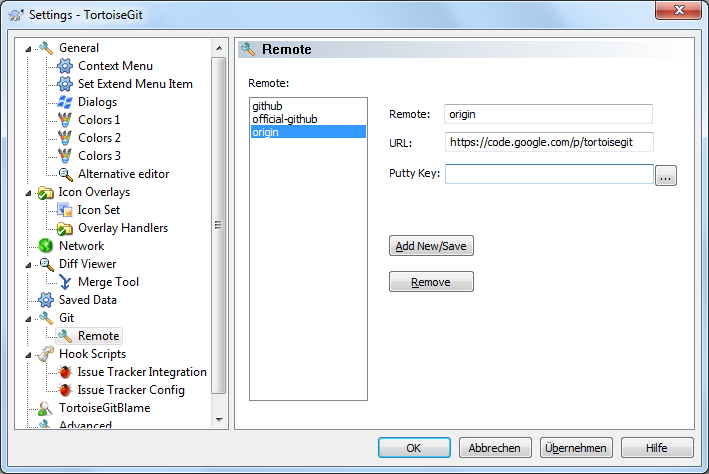 Settings - TortoiseGit
General
Context Menu
Set Extend Menu Item
Dialogs
Colors 1
Colors 2
Colors 3
Alternative editor
Icon Overlays
Icon Set
Overlay Handlers
Network
Diff Viewer
Merge Tool
Saved Data
Git
Remote
Hook Scripts
Issue Tracker Integration
Issue Tracker Config
TortoiseGitBlame
Advanced
Remote
Remote:
github
official-github
origin
Remote: origin
URL: https://code.google.com/p/tortoisegit
Putty Key: ...
Add New/Save
Remove
OK Abbrechen Übernehmen Hilfe